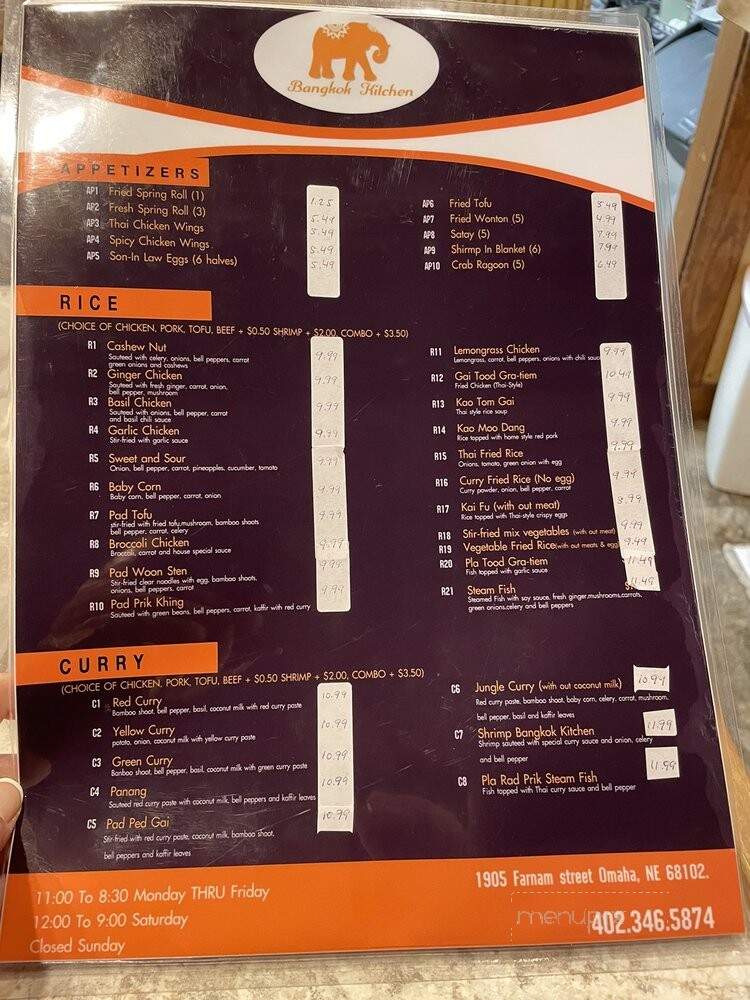 Bangkok Kitchen
APPETIZERS
AP1 Fried Spring Roll (1) 1.25
AP2 Fresh Spring Roll (3) 5.49
AP3 Thai Chicken Wings 5.49
AP4 Spicy Chicken Wings 5.49
AP5 Son-In Law Eggs (6 halves) 5.49
AP6 Fried Tofu 5.49
AP7 Fried Wonton (5) 4.99
AP8 Satay (5) 7.99
AP9 Shirmp In Blanket (6) 7.99
AP10 Crab Ragoon (5) 6.49
RICE
(CHOICE OF CHICKEN, PORK, TOFU, BEEF + $0.50 SHRIMP + $2.00, COMBO + $3.50)
R1 Cashew Nut 9.99
Sauteed with celery, onions, bell peppers, carrot
green onions and cashews
R2 Ginger Chicken 9.99
Sauteed with fresh ginger, carrot, onion,
bell pepper, mushroom
R3 Basil Chicken 9.99
Sauteed with onions, bell pepper, carrot
and basil chili sauce
R4 Garlic Chicken 9.99
Stir-fried with garlic sauce
R5 Sweet and Sour 9.99
Onion, bell pepper, carrot, pineapples, cucumber, tomato
R6 Baby Corn 9.99
Baby corn, bell pepper, carrot, onion
R7 Pad Tofu 9.99
stir-fried with fried tofu,mushroom, bamboo shoots
bell pepper, carrot, celery
R8 Broccoli Chicken 9.99
Broccoli, carrot and house special sauce
R9 Pad Woon Sen 9.99
Stir-fried clear noodles with egg, bamboo shoots,
onions, bell peppers, carrot
R10 Pad Prik Khing 9.99
Sauteed with green beans, bell peppers, carrot, kaffir with red curry
R11 Lemongrass Chicken 9.99
Lemongrass, carrot, bell peppers, onions with chili sauce
R12 Gai Tood Gra-tiem 10.49
Fried Chicken (Thai-Style)
R13 Kao Tom Gai 9.99
Thai style rice soup
R14 Kao Moo Dang 9.99
Rice topped with home style red pork
R15 Thai Fried Rice 9.99
Onions, tomato, green onion with egg
R16 Curry Fried Rice (No egg) 9.99
Curry powder, onion, bell pepper, carrot
R17 Kai Fu (with out meat) 8.99
Rice topped with Thai-style crispy eggs
R18 Stir-fried mix vegetables (with out meat) 9.99
R19 Vegetable Fried Rice(with out meats & egg) 9.49
R20 Pla Tood Gra-tiem 11.49
Fish topped with garlic sauce
R21 Steam Fish 11.49
Steamed Fish with soy sauce, fresh ginger,mushrooms,carrots,
green onions,celery and bell peppers
CURRY
(CHOICE OF CHICKEN, PORK, TOFU, BEEF + $0.50 SHRIMP + $2.00, COMBO + $3.50)
C1 Red Curry 10.99
Bamboo shoot, bell pepper, basil, coconut milk with red curry paste
C2 Yellow Curry 10.99
potato, onion, coconut milk with yellow curry paste
C3 Green Curry 10.99
Banboo shoot, bell pepper, basil, coconut milk with green curry paste
C4 Panang 10.99
Sauteed red curry paste with coconut milk, bell peppers and kaffir leaves
C5 Pad Ped Gai 10.99
Stir-fried with red curry paste, coconut milk, bamboo shoot,
bell peppers and kaffir leaves
C6 Jungle Curry (with out coconut milk) 10.99
Red curry paste, bamboo shoot, baby corn, celery, carrot, mushroom,
bell pepper, basil and kaffir leaves
C7 Shrimp Bangkok Kitchen 11.99
Shrimp sauteed with special curry sauce and onion, celery
and bell pepper
C8 Pla Rad Prik Steam Fish 11.99
Fish topped with Thai curry sauce and bell pepper
11:00 To 8:30 Monday THRU Friday
12:00 To 9:00 Saturday
Closed Sunday
1905 Farnam street Omaha, NE 68102.
402.346.5874